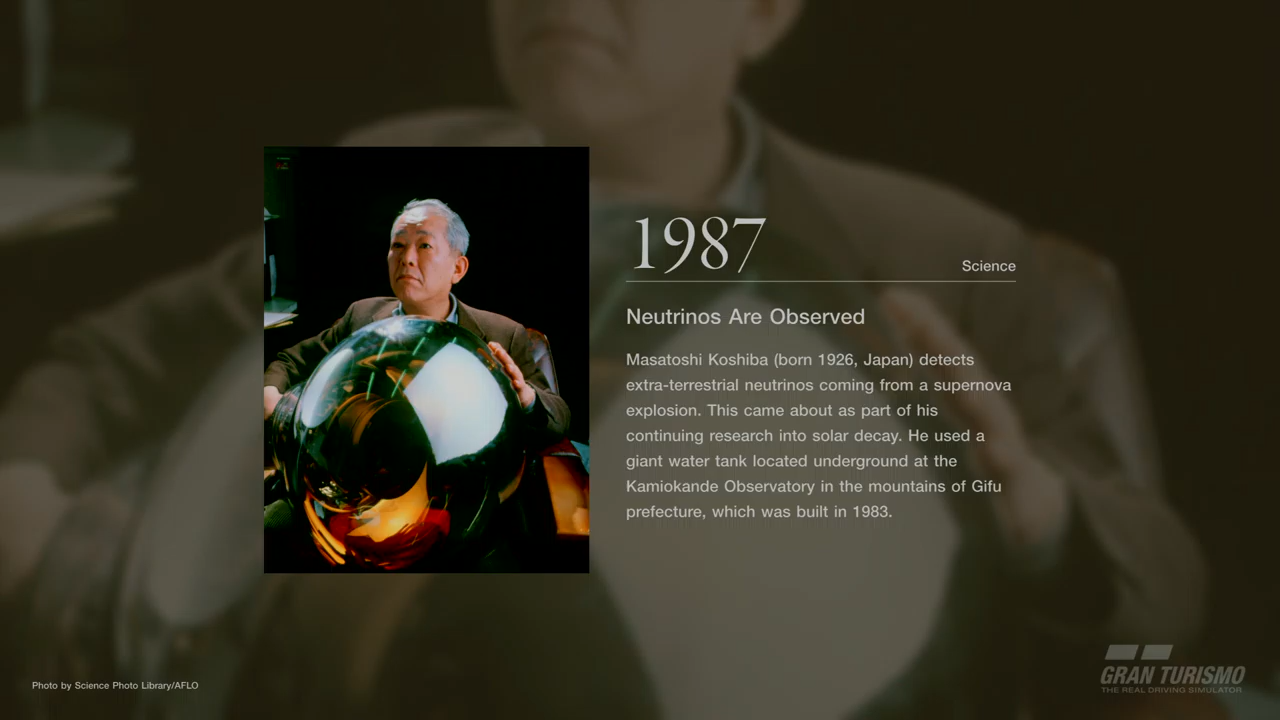 1987
Science
Neutrinos Are Observed
Masatoshi Koshiba (born 1926, Japan) detects
extra-terrestrial neutrinos coming from a supernova
explosion. This came about as part of his
continuing research into solar decay. He used a
giant water tank located underground at the
Kamiokande Observatory in the mountains of Gifu
prefecture, which was built in 1983.
Photo by Science Photo Library/AFLO
GRAN TURISMO
THE REAL DRIVING SIMULATOR